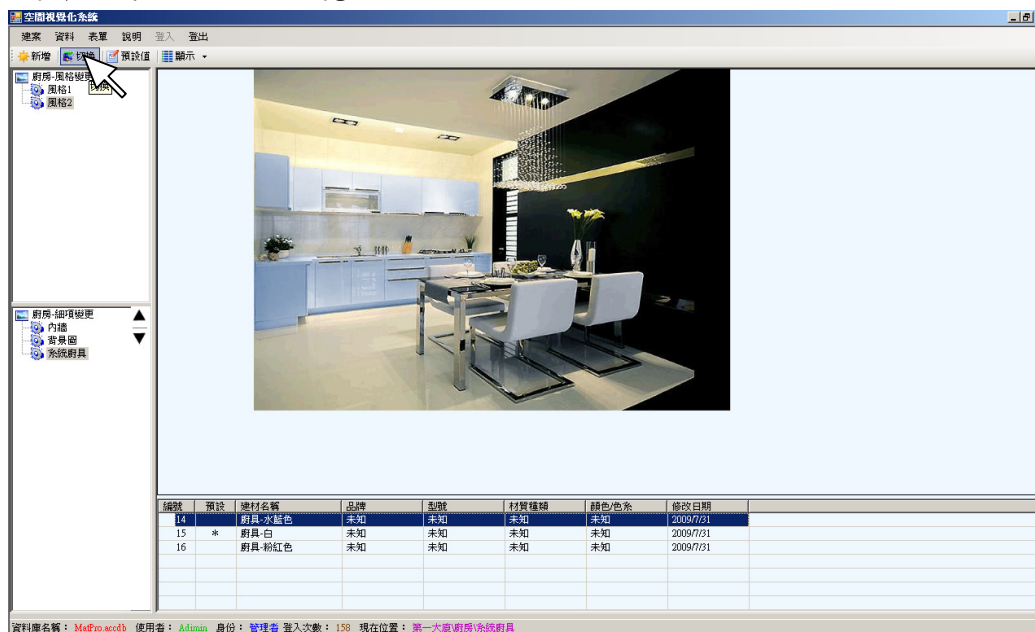 空間視覺化系統
建案 資料 表單 說明 登入 登出
新增 切換 預設值 顯示
廚房-風格變更
切換
風格1
風格2
廚房-細項變更
內牆
背景圖
系統廚具
編號 預設 建材名稱 品牌 型號 材質種類 顏色/色系 修改日期
14 廚具-水藍色 未知 未知 未知 未知 2009/7/31
15 * 廚具-白 未知 未知 未知 未知 2009/7/31
16 廚具-粉紅色 未知 未知 未知 未知 2009/7/31
資料庫名稱： MatPro.accdb 使用者： Adimin 身份： 管理者 登入次數： 158 現在位置： 第一大廈\廚房\系統廚具